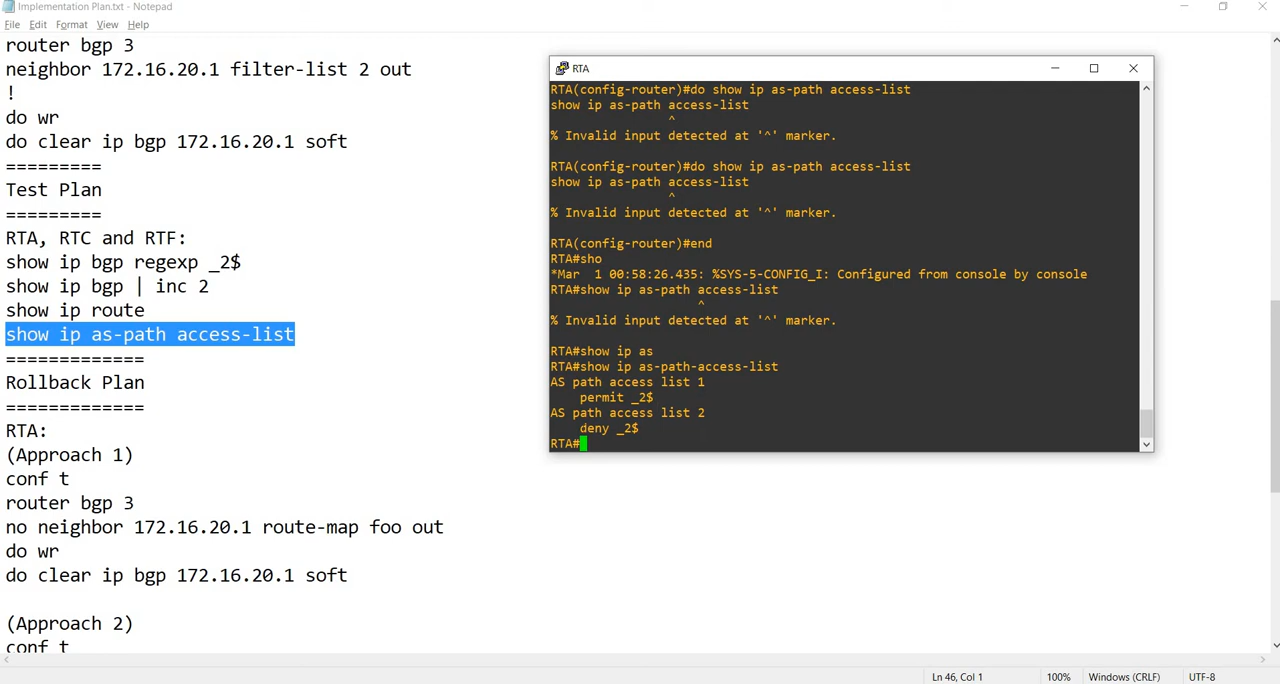 Implementation Plan.txt - Notepad
File Edit Format View Help
router bgp 3
neighbor 172.16.20.1 filter-list 2 out
!
do wr
do clear ip bgp 172.16.20.1 soft
=========
Test Plan
=========
RTA, RTC and RTF:
show ip bgp regexp _2$
show ip bgp | inc 2
show ip route
show ip as-path access-list
=============
Rollback Plan
=============
RTA:
(Approach 1)
conf t
router bgp 3
no neighbor 172.16.20.1 route-map foo out
do wr
do clear ip bgp 172.16.20.1 soft
(Approach 2)
conf t
RTA
RTA(config-router)#do show ip as-path access-list
show ip as-path access-list
^
% Invalid input detected at '^' marker.
RTA(config-router)#do show ip as-path access-list
show ip as-path access-list
^
% Invalid input detected at '^' marker.
RTA(config-router)#end
RTA#sho
*Mar  1 00:58:26.435: %SYS-5-CONFIG_I: Configured from console by console
RTA#show ip as-path access-list
^
% Invalid input detected at '^' marker.
RTA#show ip as
RTA#show ip as-path-access-list
AS path access list 1
permit _2$
AS path access list 2
deny _2$
RTA#
Ln 46, Col 1 100% Windows (CRLF) UTF-8